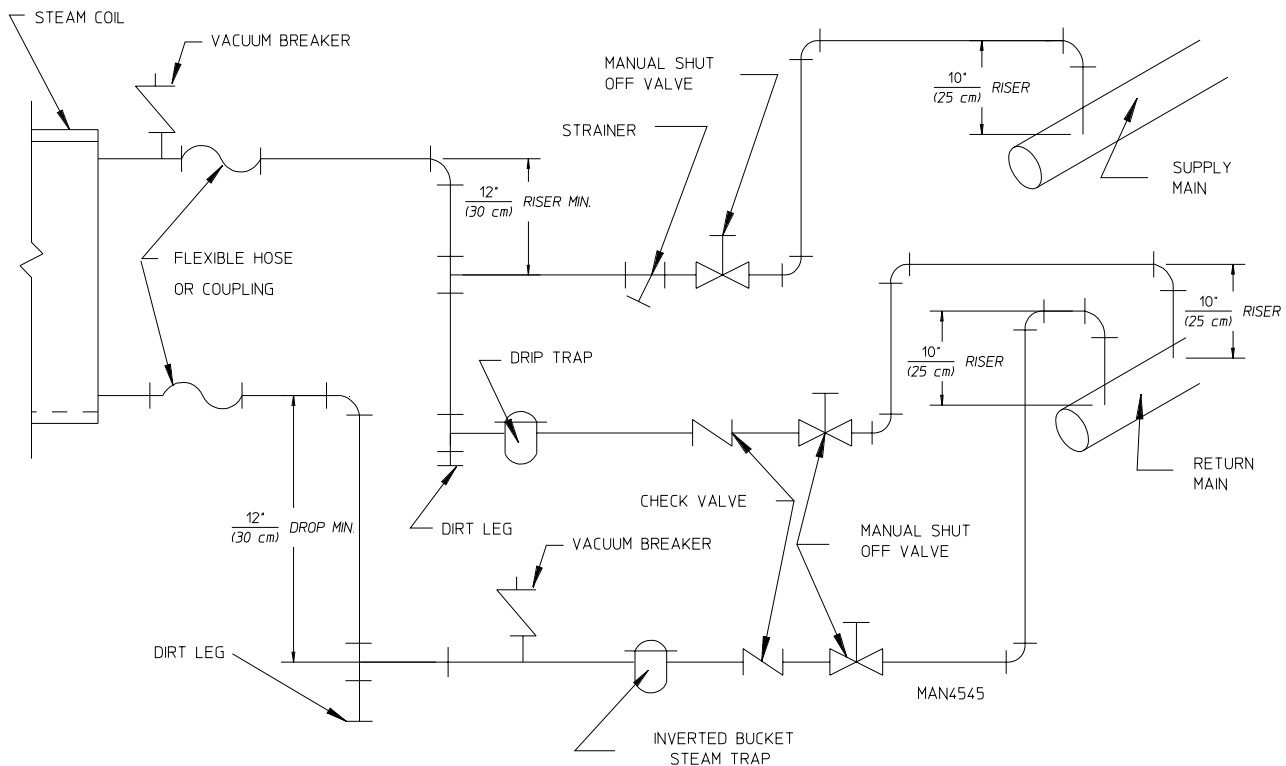 STEAM COIL
VACUUM BREAKER
MANUAL SHUT
OFF VALVE
STRAINER
10"
(25 cm) RISER
SUPPLY
MAIN
12"
(30 cm) RISER MIN.
FLEXIBLE HOSE
OR COUPLING
10"
(25 cm) RISER
10"
(25 cm) RISER
DRIP TRAP
RETURN
MAIN
CHECK VALVE
12"
(30 cm) DROP MIN.
DIRT LEG
VACUUM BREAKER
MANUAL SHUT
OFF VALVE
DIRT LEG
MAN4545
INVERTED BUCKET
STEAM TRAP